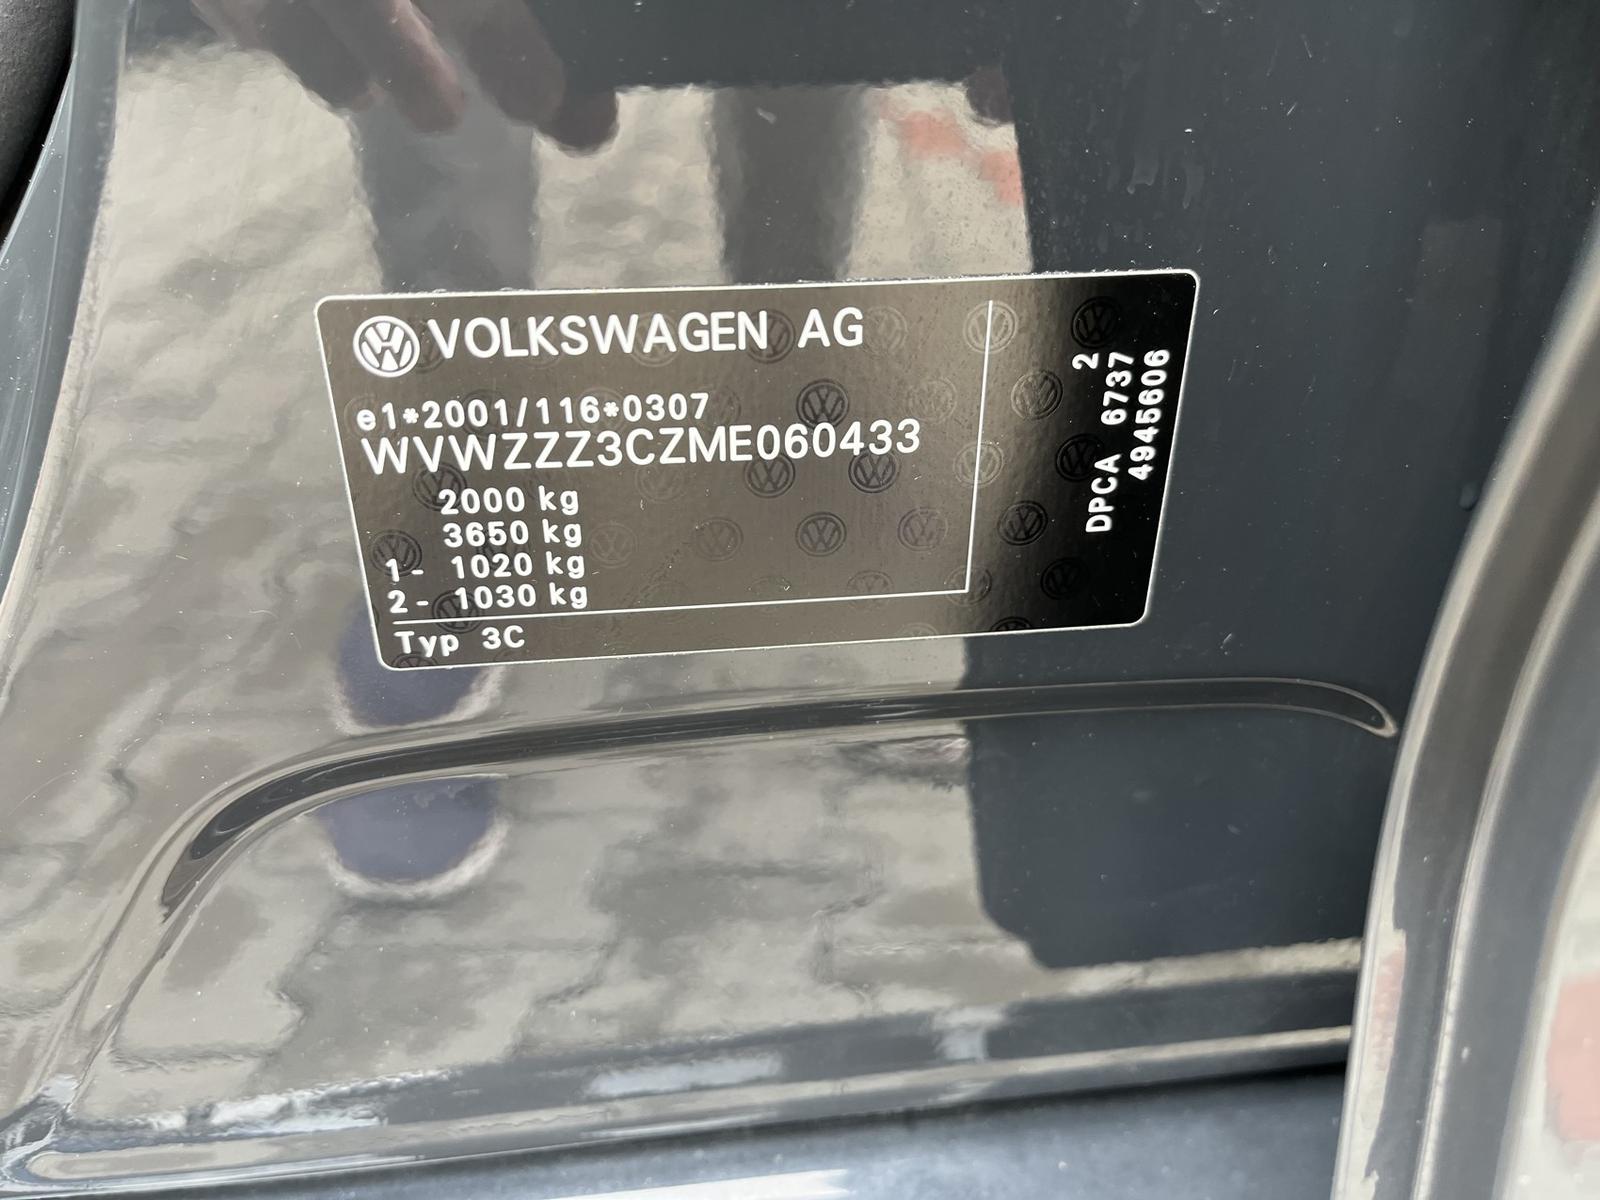 VOLKSWAGEN AG
e1*2001/116*0307
WVWZZZ3CZME060433
2000 kg
3650 kg
1- 1020 kg
2- 1030 kg
Typ 3C
2
DPCA 6737
4945606